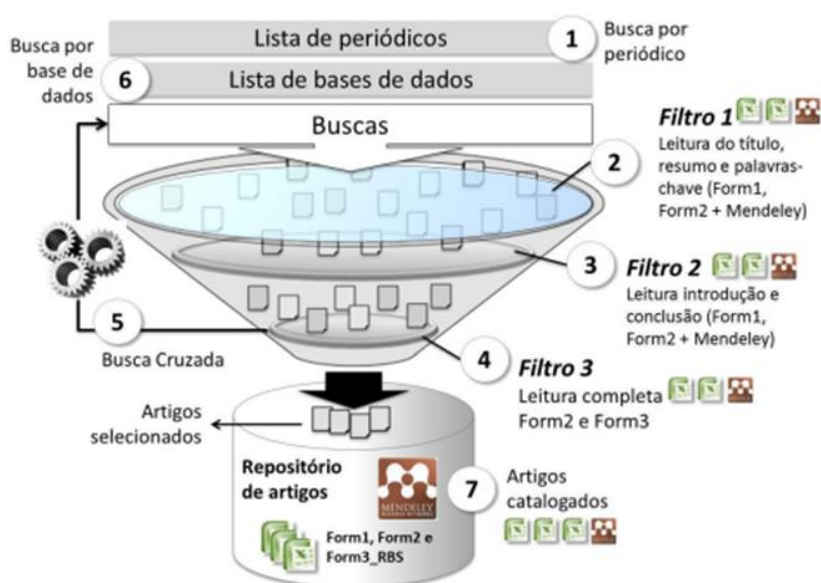 Lista de periódicos
1
Busca por
periódico
Busca por
base de
dados
6
Lista de bases de dados
Buscas
Filtro 1
Leitura do título,
resumo e palavras-
chave (Form1,
Form2 + Mendeley)
2
3
Filtro 2
Leitura introdução e
conclusão (Form1,
Form2 + Mendeley)
5
Busca Cruzada
4
Filtro 3
Leitura completa
Form2 e Form3
Artigos
selecionados
Repositório
de artigos
MENDELEY
7
Artigos
catalogados
Form1, Form2 e
Form3_RBS